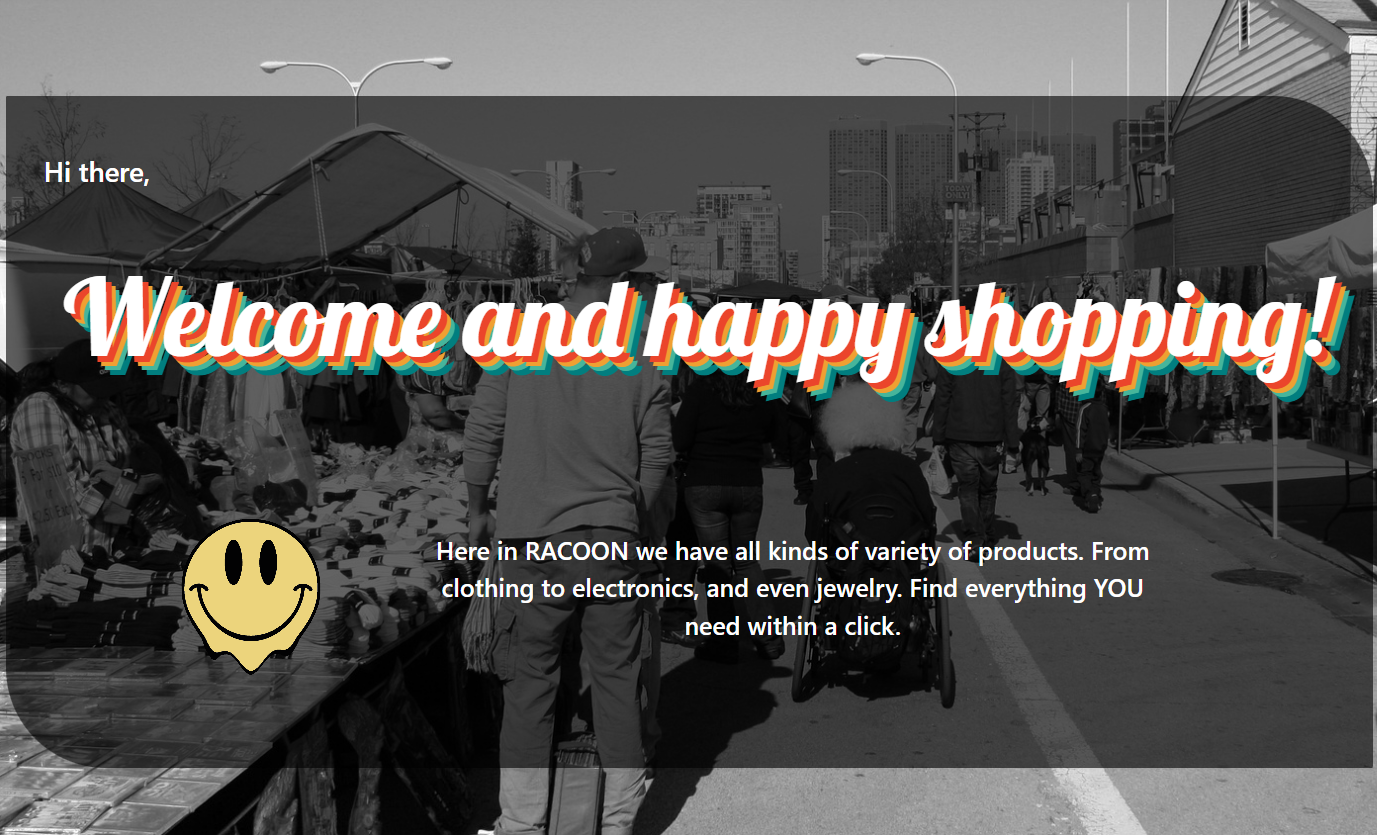 Hi there,
Welcome and happy shopping!
Here in RACOON we have all kinds of variety of products. From
clothing to electronics, and even jewelry. Find everything YOU
need within a click.